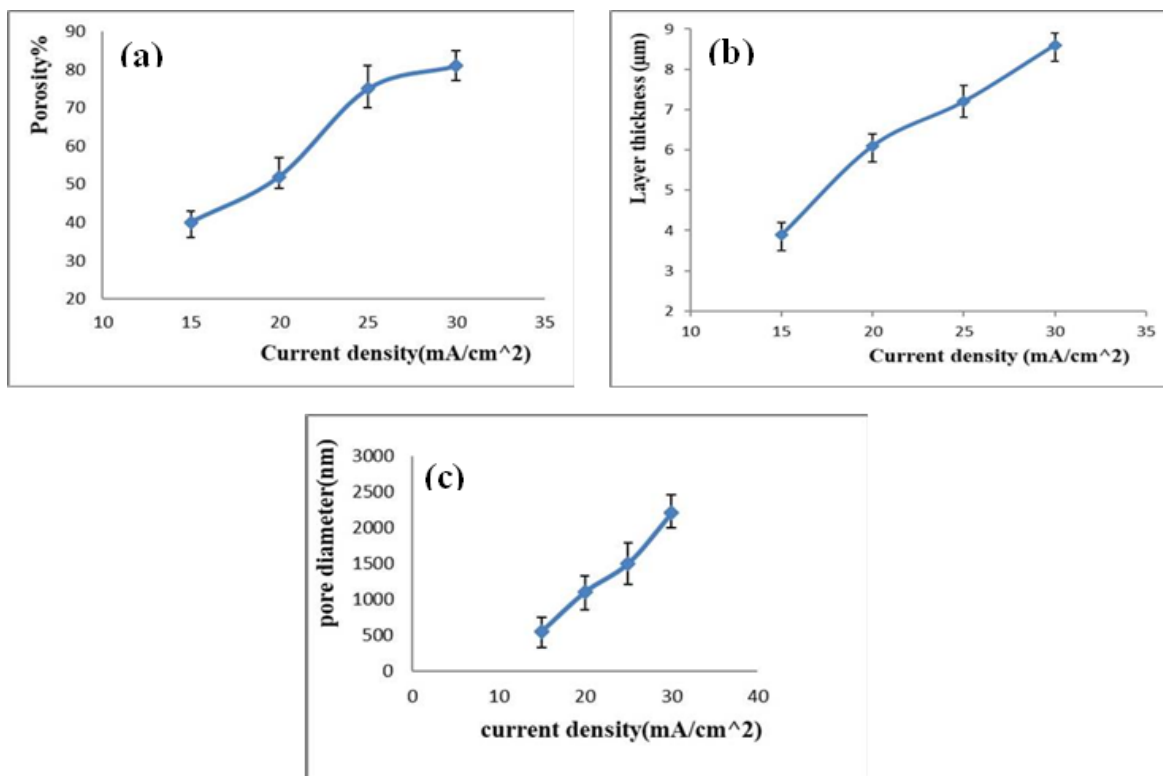 (a)
Porosity%
90
80
70
60
50
40
30
20
10 15 20 25 30 35
Current density(mA/cm^2)
(b)
Layer thickness (µm)
9
8
7
6
5
4
3
2
10 15 20 25 30 35
Current density (mA/cm^2)
(c)
pore diameter(nm)
3000
2500
2000
1500
1000
500
0
0 10 20 30 40
current density(mA/cm^2)